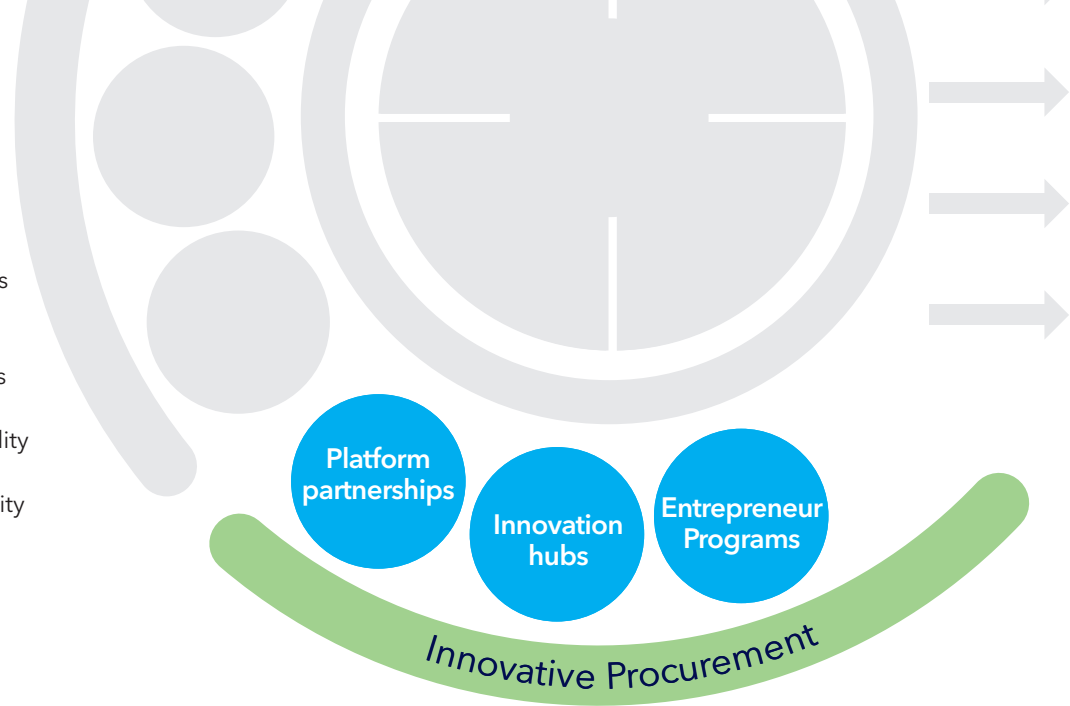 Platform
partnerships
Innovation
hubs
Entrepreneur
Programs
Innovative Procurement